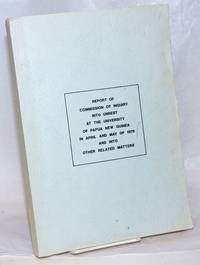 REPORT OF
COMMISSION OF INQUIRY
INTO UNREST
AT THE UNIVERSITY
OF PAPUA NEW GUINEA
IN APRIL AND MAY OF 1978
AND INTO
OTHER RELATED MATTERS